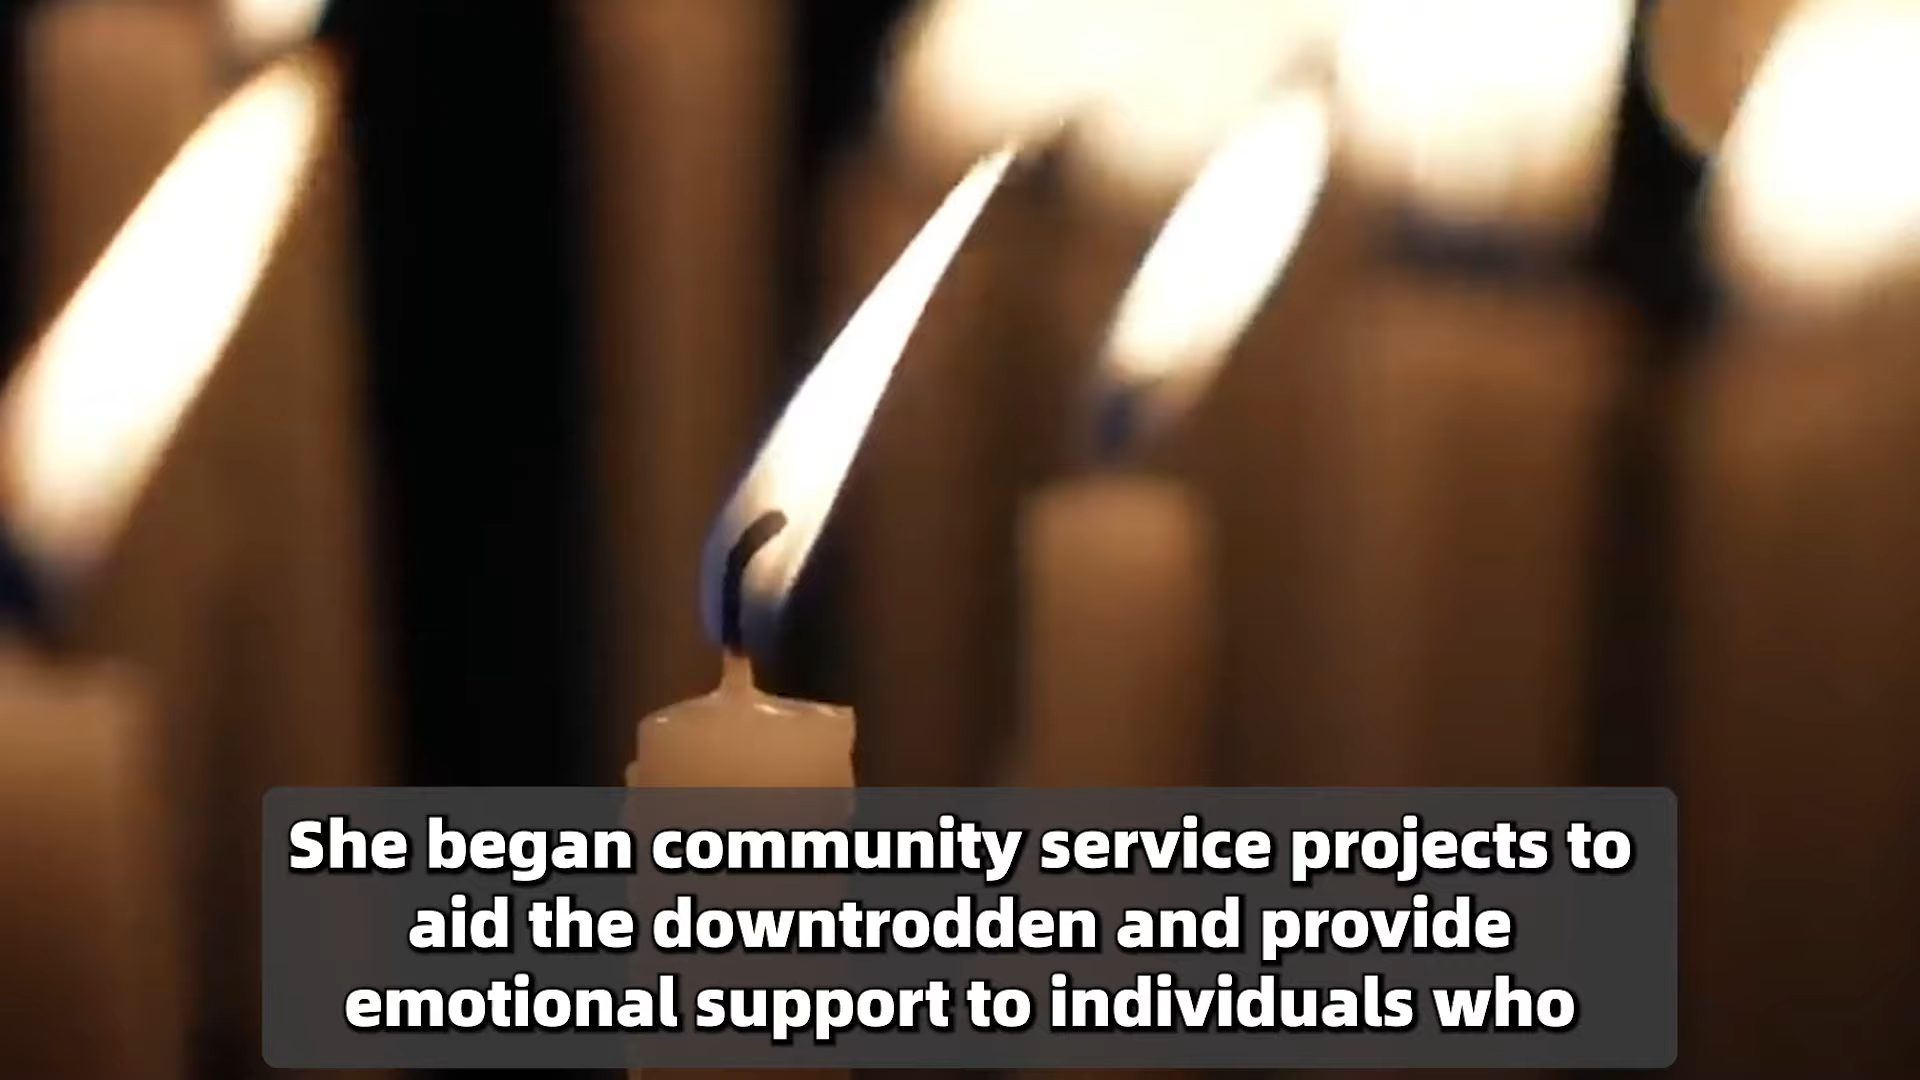 She began community service projects to
aid the downtrodden and provide
emotional support to individuals who